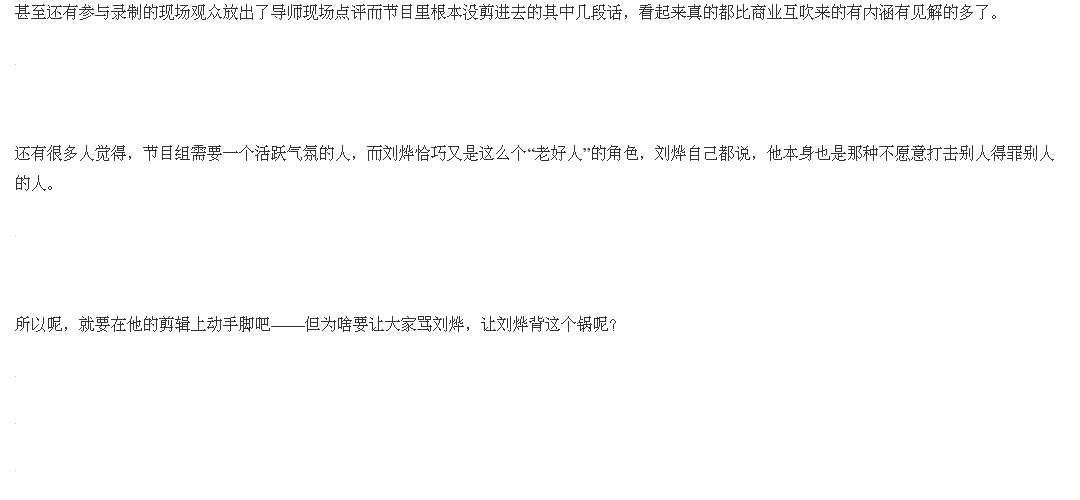 甚至还有参与录制的现场观众放出了导师现场点评而节目里根本没剪进去的其中几段话，看起来真的都比商业互吹来的有内涵有见解的多了。
还有很多人觉得，节目组需要一个活跃气氛的人，而刘烨恰巧又是这么个“老好人”的角色，刘烨自己都说，他本身也是那种不愿意打击别人得罪别人
的人。
所以呢，就要在他的剪辑上动手脚吧——但为啥要让大家骂刘烨，让刘烨背这个锅呢？